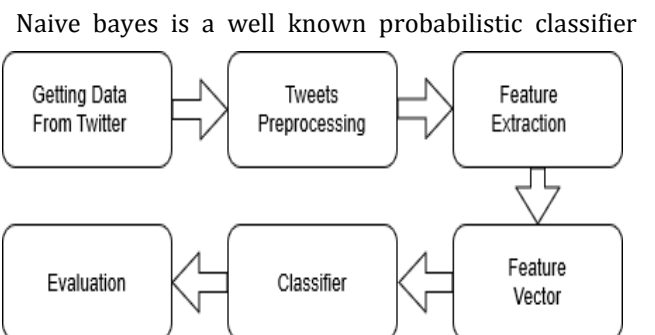 Naive bayes is a well known probabilistic classifier
Getting Data
From Twitter
Tweets
Preprocessing
Feature
Extraction
Feature
Vector
Classifier
Evaluation